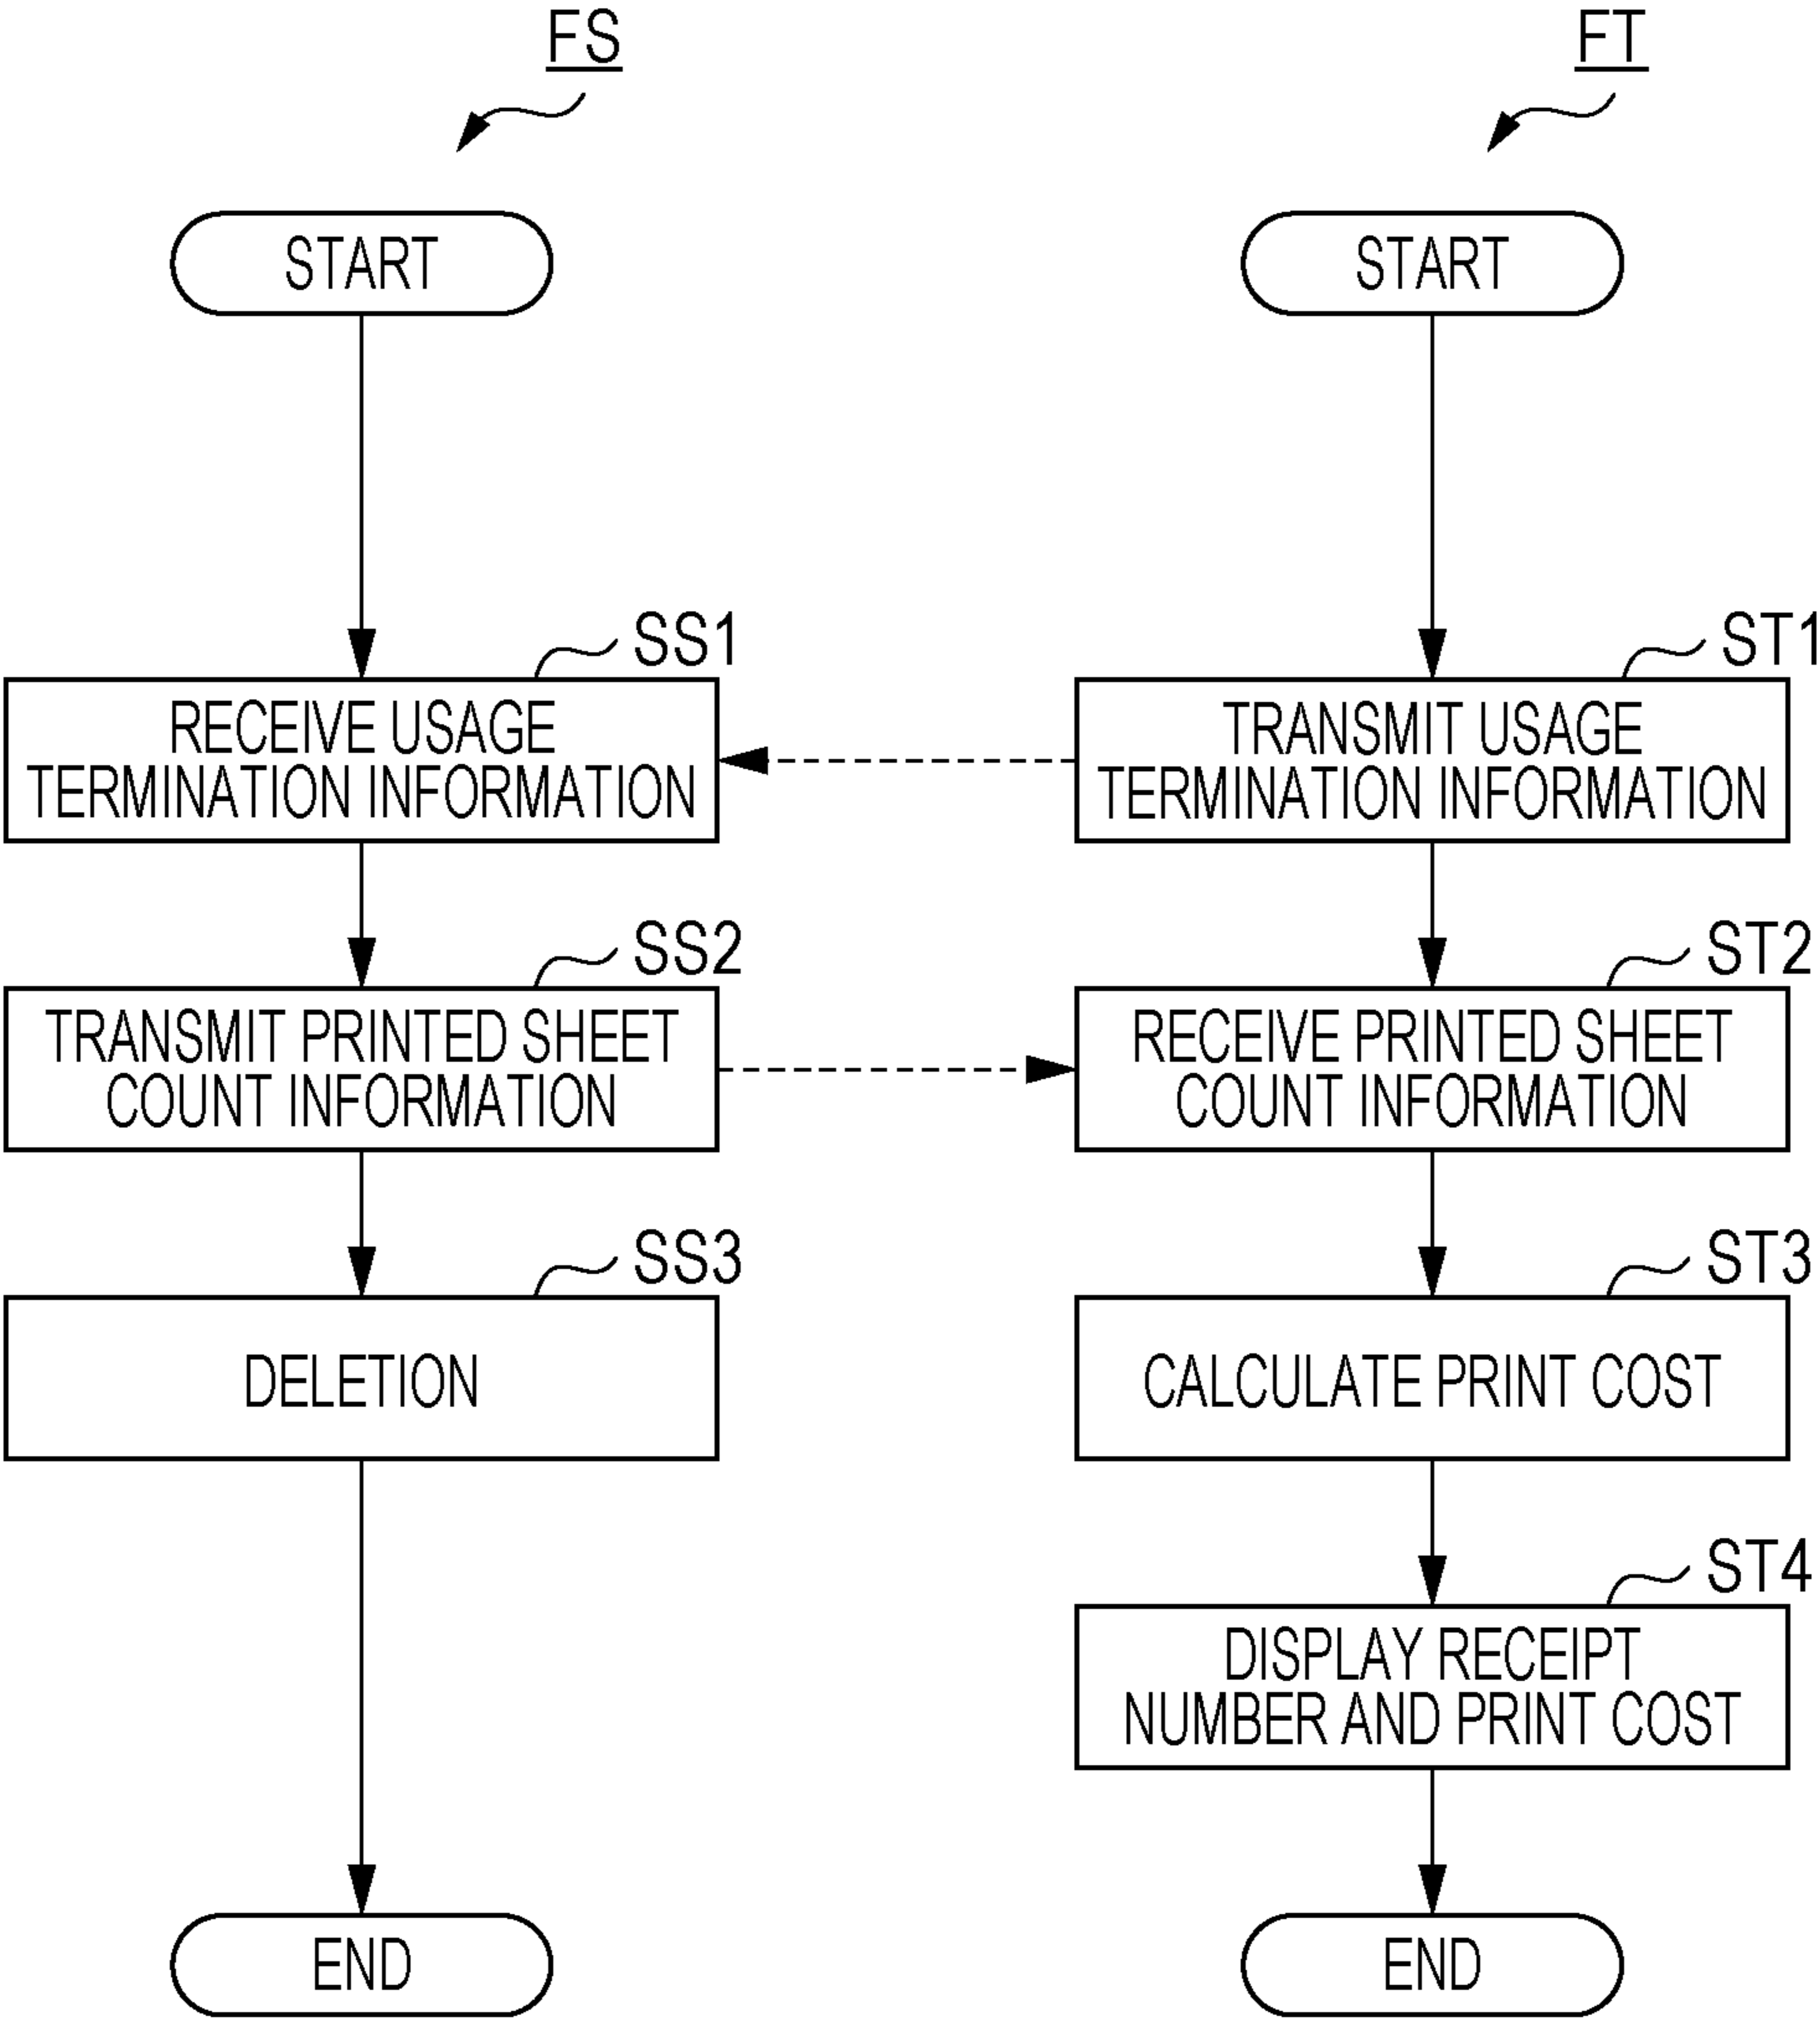 FS
START
SS1
RECEIVE USAGE
TERMINATION INFORMATION
SS2
TRANSMIT PRINTED SHEET
COUNT INFORMATION
SS3
DELETION
END
FT
START
ST1
TRANSMIT USAGE
TERMINATION INFORMATION
ST2
RECEIVE PRINTED SHEET
COUNT INFORMATION
ST3
CALCULATE PRINT COST
ST4
DISPLAY RECEIPT
NUMBER AND PRINT COST
END